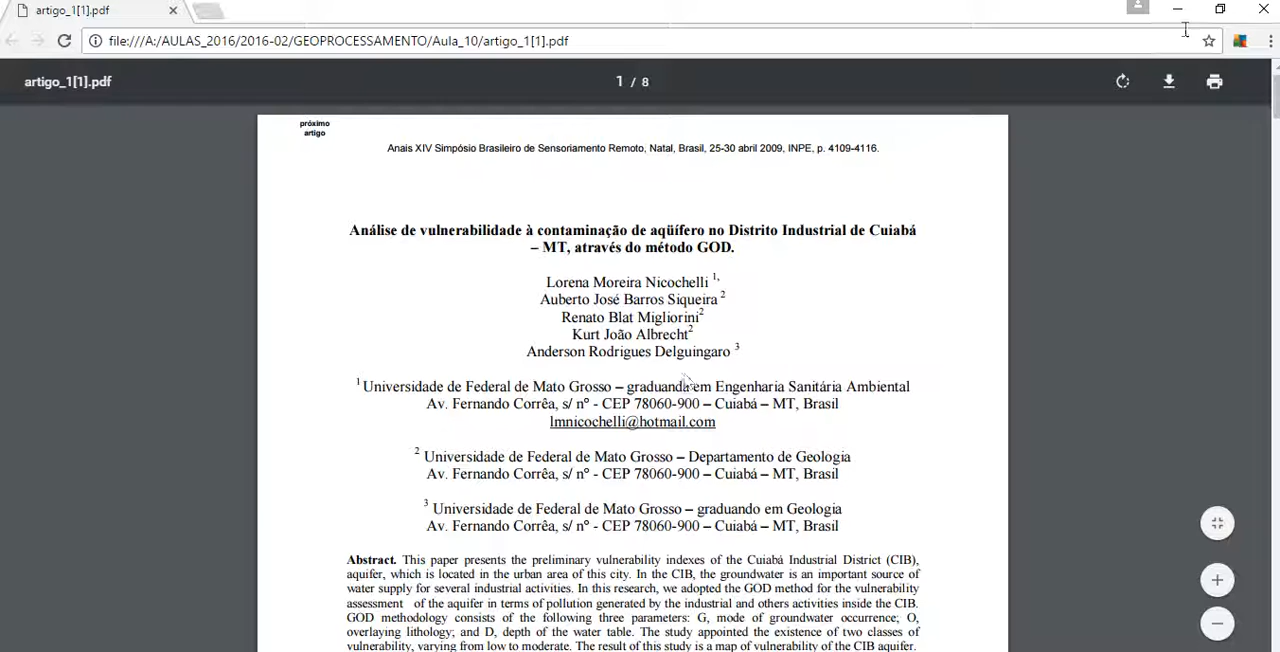 artigo_1[1].pdf
file:///A:/AULAS_2016/2016-02/GEOPROCESSAMENTO/Aula_10/artigo_1[1].pdf
artigo_1[1].pdf
1 / 8
próximo
artigo
Anais XIV Simpósio Brasileiro de Sensoriamento Remoto, Natal, Brasil, 25-30 abril 2009, INPE, p. 4109-4116.
Análise de vulnerabilidade à contaminação de aqüífero no Distrito Industrial de Cuiabá
– MT, através do método GOD.
Lorena Moreira Nicochelli 1,
Auberto José Barros Siqueira 2
Renato Blat Migliorini2
Kurt João Albrecht2
Anderson Rodrigues Delguingaro 3
1 Universidade de Federal de Mato Grosso – graduanda em Engenharia Sanitária Ambiental
Av. Fernando Corrêa, s/ nº - CEP 78060-900 – Cuiabá – MT, Brasil
lmnicochelli@hotmail.com
2 Universidade de Federal de Mato Grosso – Departamento de Geologia
Av. Fernando Corrêa, s/ nº - CEP 78060-900 – Cuiabá – MT, Brasil
3 Universidade de Federal de Mato Grosso – graduando em Geologia
Av. Fernando Corrêa, s/ nº - CEP 78060-900 – Cuiabá – MT, Brasil
Abstract. This paper presents the preliminary vulnerability indexes of the Cuiabá Industrial District (CIB),
aquifer, which is located in the urban area of this city. In the CIB, the groundwater is an important source of
water supply for several industrial activities. In this research, we adopted the GOD method for the vulnerability
assessment of the aquifer in terms of pollution generated by the industrial and others activities inside the CIB.
GOD methodology consists of the following three parameters: G, mode of groundwater occurrence; O,
overlaying lithology; and D, depth of the water table. The study appointed the existence of two classes of
vulnerability, varying from low to moderate. The result of this study is a map of vulnerability of the CIB aquifer.